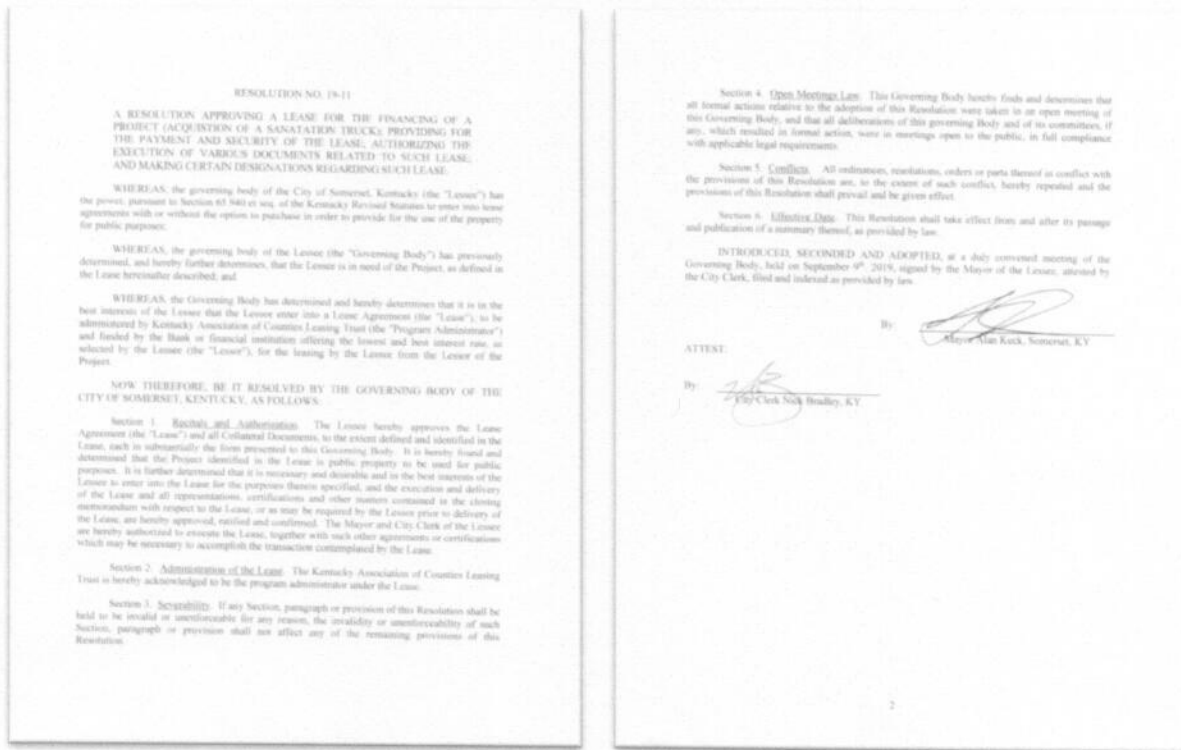 RESOLUTION NO. 19-11
A RESOLUTION APPROVING A LEASE FOR THE FINANCING OF A
PROJECT (ACQUISTION OF A SANATATION TRUCK); PROVIDING FOR
THE PAYMENT AND SECURITY OF THE LEASE; AUTHORIZING THE
EXECUTION OF VARIOUS DOCUMENTS RELATED TO SUCH LEASE;
AND MAKING CERTAIN DESIGNATIONS REGARDING SUCH LEASE.
WHEREAS, the governing body of the City of Somerset, Kentucky (the "Lessee") has
the power, pursuant to Section 65.940 et seq. of the Kentucky Revised Statutes to enter into lease
agreements with or without the option to purchase in order to provide for the use of the property
for public purposes;
WHEREAS, the governing body of the Lessee (the "Governing Body") has previously
determined, and hereby further determines, that the Lessee is in need of the Project, as defined in
the Lease hereinafter described; and
WHEREAS, the Governing Body has determined and hereby determines that it is in the
best interests of the Lessee that the Lessee enter into a Lease Agreement (the "Lease"), to be
administered by Kentucky Association of Counties Leasing Trust (the "Program Administrator")
and funded by the Bank or financial institution offering the lowest and best interest rate, as
selected by the Lessee (the "Lessor"), for the leasing by the Lessee from the Lessor of the
Project.
NOW THEREFORE, BE IT RESOLVED BY THE GOVERNING BODY OF THE
CITY OF SOMERSET, KENTUCKY, AS FOLLOWS:
Section 1. Recitals and Authorization. The Lessee hereby approves the Lease
Agreement (the "Lease") and all Collateral Documents, to the extent defined and identified in the
Lease, each in substantially the form presented to this Governing Body. It is hereby found and
determined that the Project identified in the Lease is public property to be used for public
purposes. It is further determined that it is necessary and desirable and in the best interests of the
Lessee to enter into the Lease for the purposes therein specified, and the execution and delivery
of the Lease and all representations, certifications and other matters contained in the closing
memorandum with respect to the Lease, or as may be required by the Lessor prior to delivery of
the Lease, are hereby approved, ratified and confirmed. The Mayor and City Clerk of the Lessee
are hereby authorized to execute the Lease, together with such other agreements or certifications
which may be necessary to accomplish the transaction contemplated by the Lease.
Section 2. Administration of the Lease. The Kentucky Association of Counties Leasing
Trust is hereby acknowledged to be the program administrator under the Lease.
Section 3. Severability. If any Section, paragraph or provision of this Resolution shall be
held to be invalid or unenforceable for any reason, the invalidity or unenforceability of such
Section, paragraph or provision shall not affect any of the remaining provisions of this
Resolution.
Section 4. Open Meetings Law. This Governing Body hereby finds and determines that
all formal actions relative to the adoption of this Resolution were taken in an open meeting of
this Governing Body, and that all deliberations of this governing Body and of its committees, if
any, which resulted in formal action, were in meetings open to the public, in full compliance
with applicable legal requirements.
Section 5. Conflicts. All ordinances, resolutions, orders or parts thereof in conflict with
the provisions of this Resolution are, to the extent of such conflict, hereby repealed and the
provisions of this Resolution shall prevail and be given effect.
Section 6. Effective Date. This Resolution shall take effect from and after its passage
and publication of a summary thereof, as provided by law.
INTRODUCED, SECONDED AND ADOPTED, at a duly convened meeting of the
Governing Body, held on September 9th, 2019, signed by the Mayor of the Lessee, attested by
the City Clerk, filed and indexed as provided by law.
By:
Mayor Alan Keck, Somerset, KY
ATTEST:
By:
City Clerk Nick Bradley, KY
2